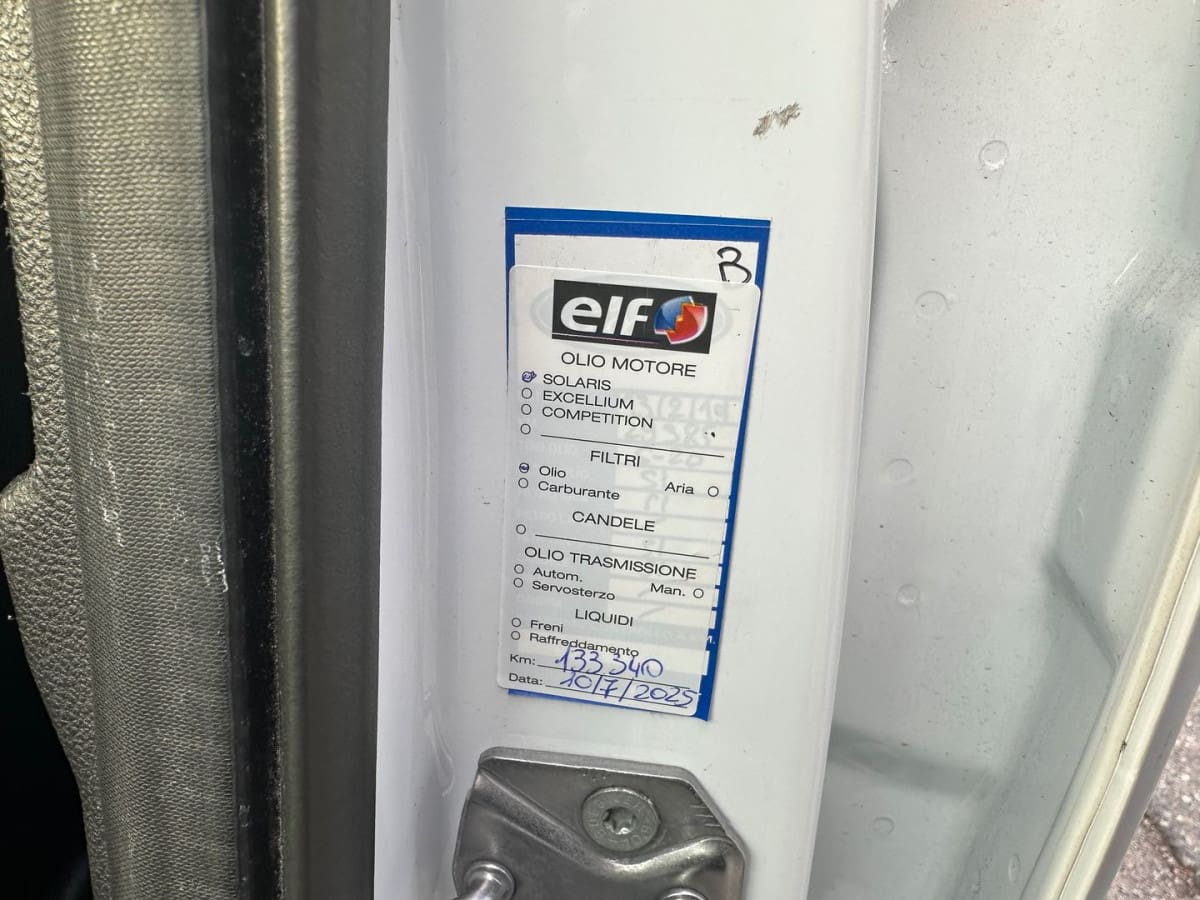 B
elf
OLIO MOTORE
SOLARIS
EXCELLIUM
COMPETITION
FILTRI
Olio Aria
Carburante
CANDELE
OLIO TRASMISSIONE
Autom. Man.
Servosterzo
LIQUIDI
Freni
Raffreddamento
Km: 133340
Data: 10/7/2025